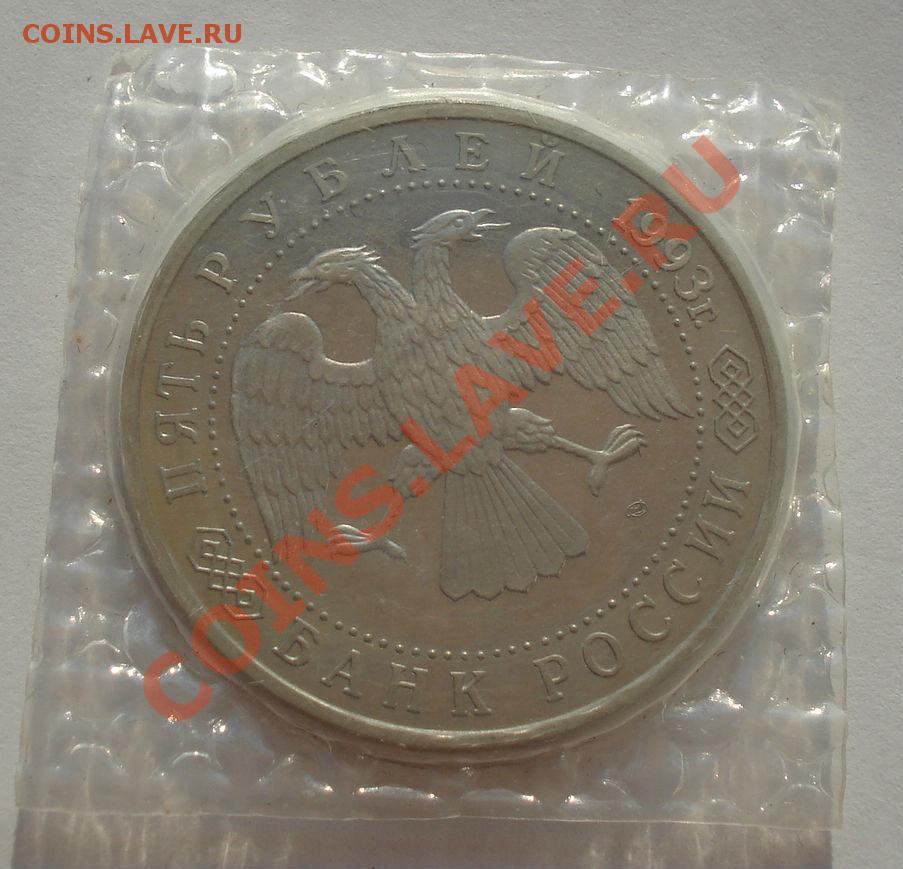 COINS.LAVE.RU
ПЯТЬ РУБЛЕЙ
1993г.
БАНК РОССИИ
COINS.LAVE.RU